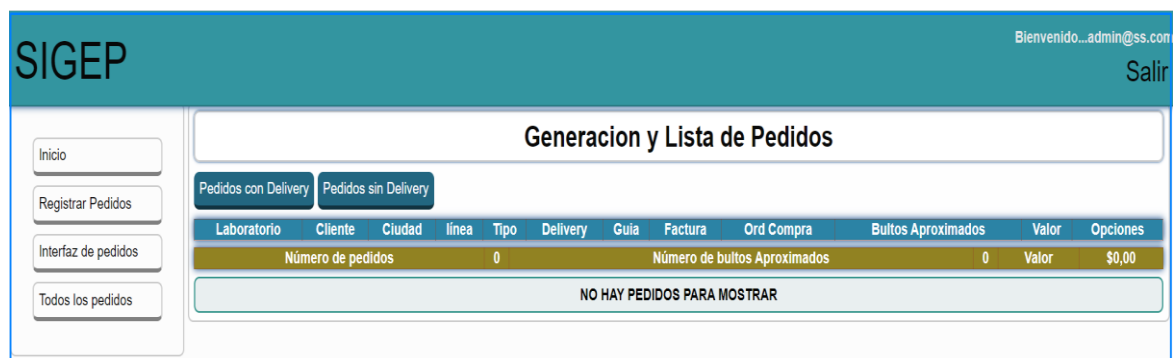 SIGEP
Bienvenido...admin@ss.com
Salir
Inicio
Registrar Pedidos
Interfaz de pedidos
Todos los pedidos
Generacion y Lista de Pedidos
Pedidos con Delivery Pedidos sin Delivery
Laboratorio Cliente Ciudad línea Tipo Delivery Guia Factura Ord Compra Bultos Aproximados Valor Opciones
Número de pedidos 0 Número de bultos Aproximados 0 Valor $0,00
NO HAY PEDIDOS PARA MOSTRAR